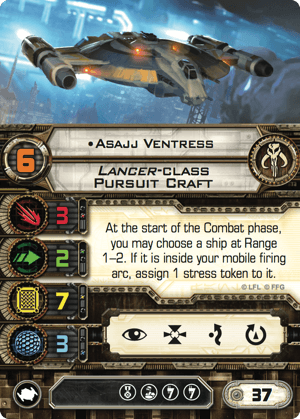 •Asajj Ventress
6
Lancer-class
Pursuit Craft
3
2
7
3
At the start of the Combat phase,
you may choose a ship at Range
1–2. If it is inside your mobile firing
arc, assign 1 stress token to it.
©LFL ©FFG
37